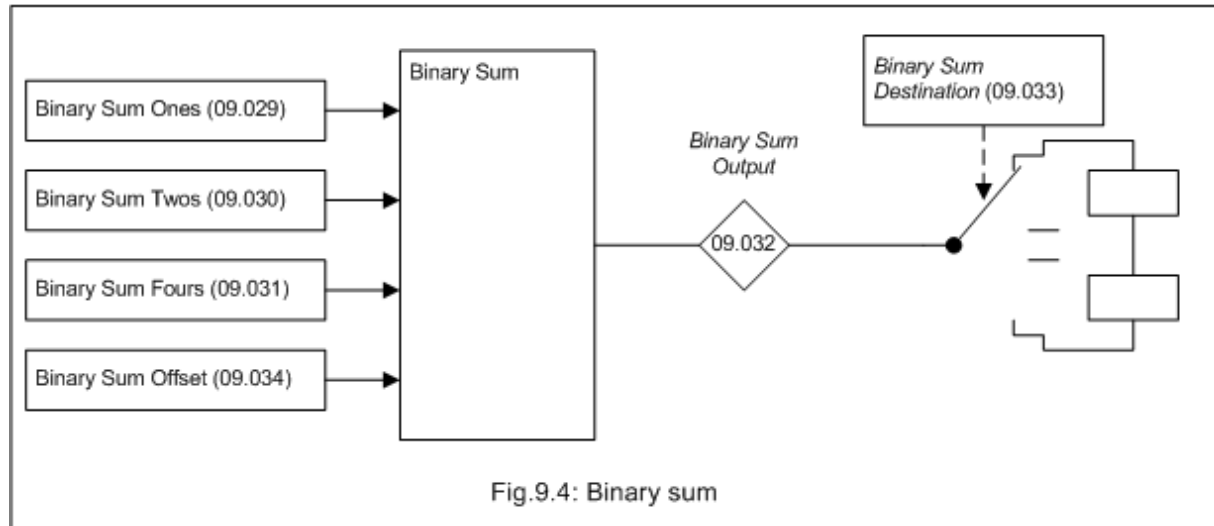 Binary Sum Ones (09.029)
Binary Sum Twos (09.030)
Binary Sum Fours (09.031)
Binary Sum Offset (09.034)
Binary Sum
Binary Sum
Output
09.032
Binary Sum
Destination (09.033)
Fig.9.4: Binary sum